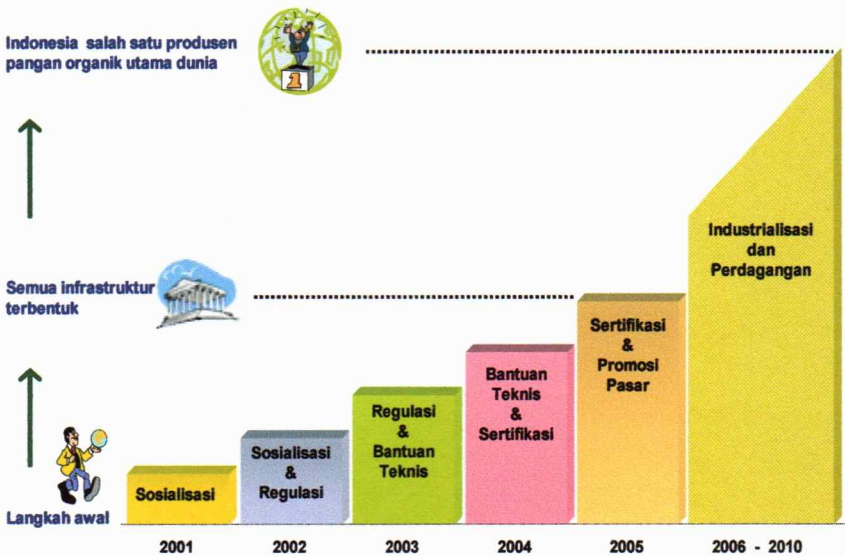 Indonesia salah satu produsen
pangan organik utama dunia
1
Semua infrastruktur
terbentuk
Langkah awal
Sosialisasi
Sosialisasi
&
Regulasi
Regulasi
&
Bantuan
Teknis
Bantuan
Teknis
&
Sertifikasi
Sertifikasi
&
Promosi
Pasar
Industrialisasi
dan
Perdagangan
2001
2002
2003
2004
2005
2006 - 2010